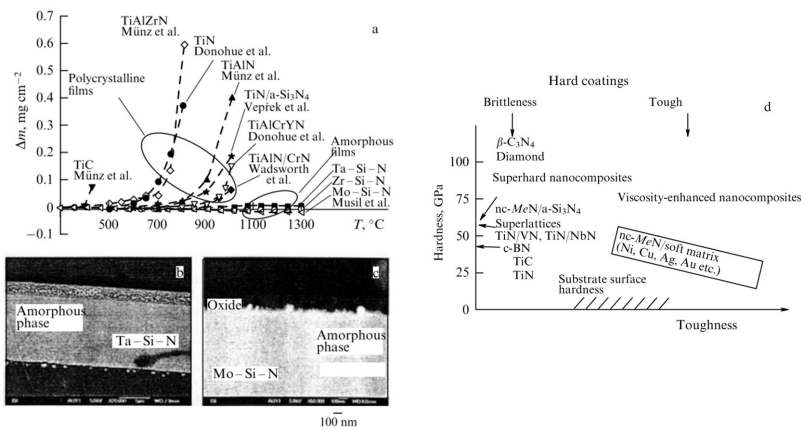 a
0.7
0.6
0.5
0.4
0.3
0.2
0.1
0
−0.1
Δm, mg cm−2
TiAlZrN
Münz et al.
TiN
Donohue et al.
TiAlN
Münz et al.
Polycrystalline
films
TiN/a-Si3N4
Vepřek et al.
TiAlCrYN
Donohue et al.
Amorphous
films
TiC
Münz et al.
TiAlN/CrN
Wadsworth
et al.
Ta−Si−N
Zr−Si−N
Mo−Si−N
Musil et al.
500
700
900
1100
1300
T, °C
b
Amorphous
phase
Ta−Si−N
c
Oxide
Amorphous
phase
Mo−Si−N
100 nm
Hard coatings
d
Brittleness
Tough
β-C3N4
Diamond
Superhard nanocomposites
Viscosity-enhanced nanocomposites
nc-MeN/a-Si3N4
Superlattices
TiN/VN, TiN/NbN
c-BN
TiC
TiN
nc-MeN/soft matrix
(Ni, Cu, Ag, Au etc.)
Substrate surface
hardness
100
75
50
25
0
Hardness, GPa
Toughness